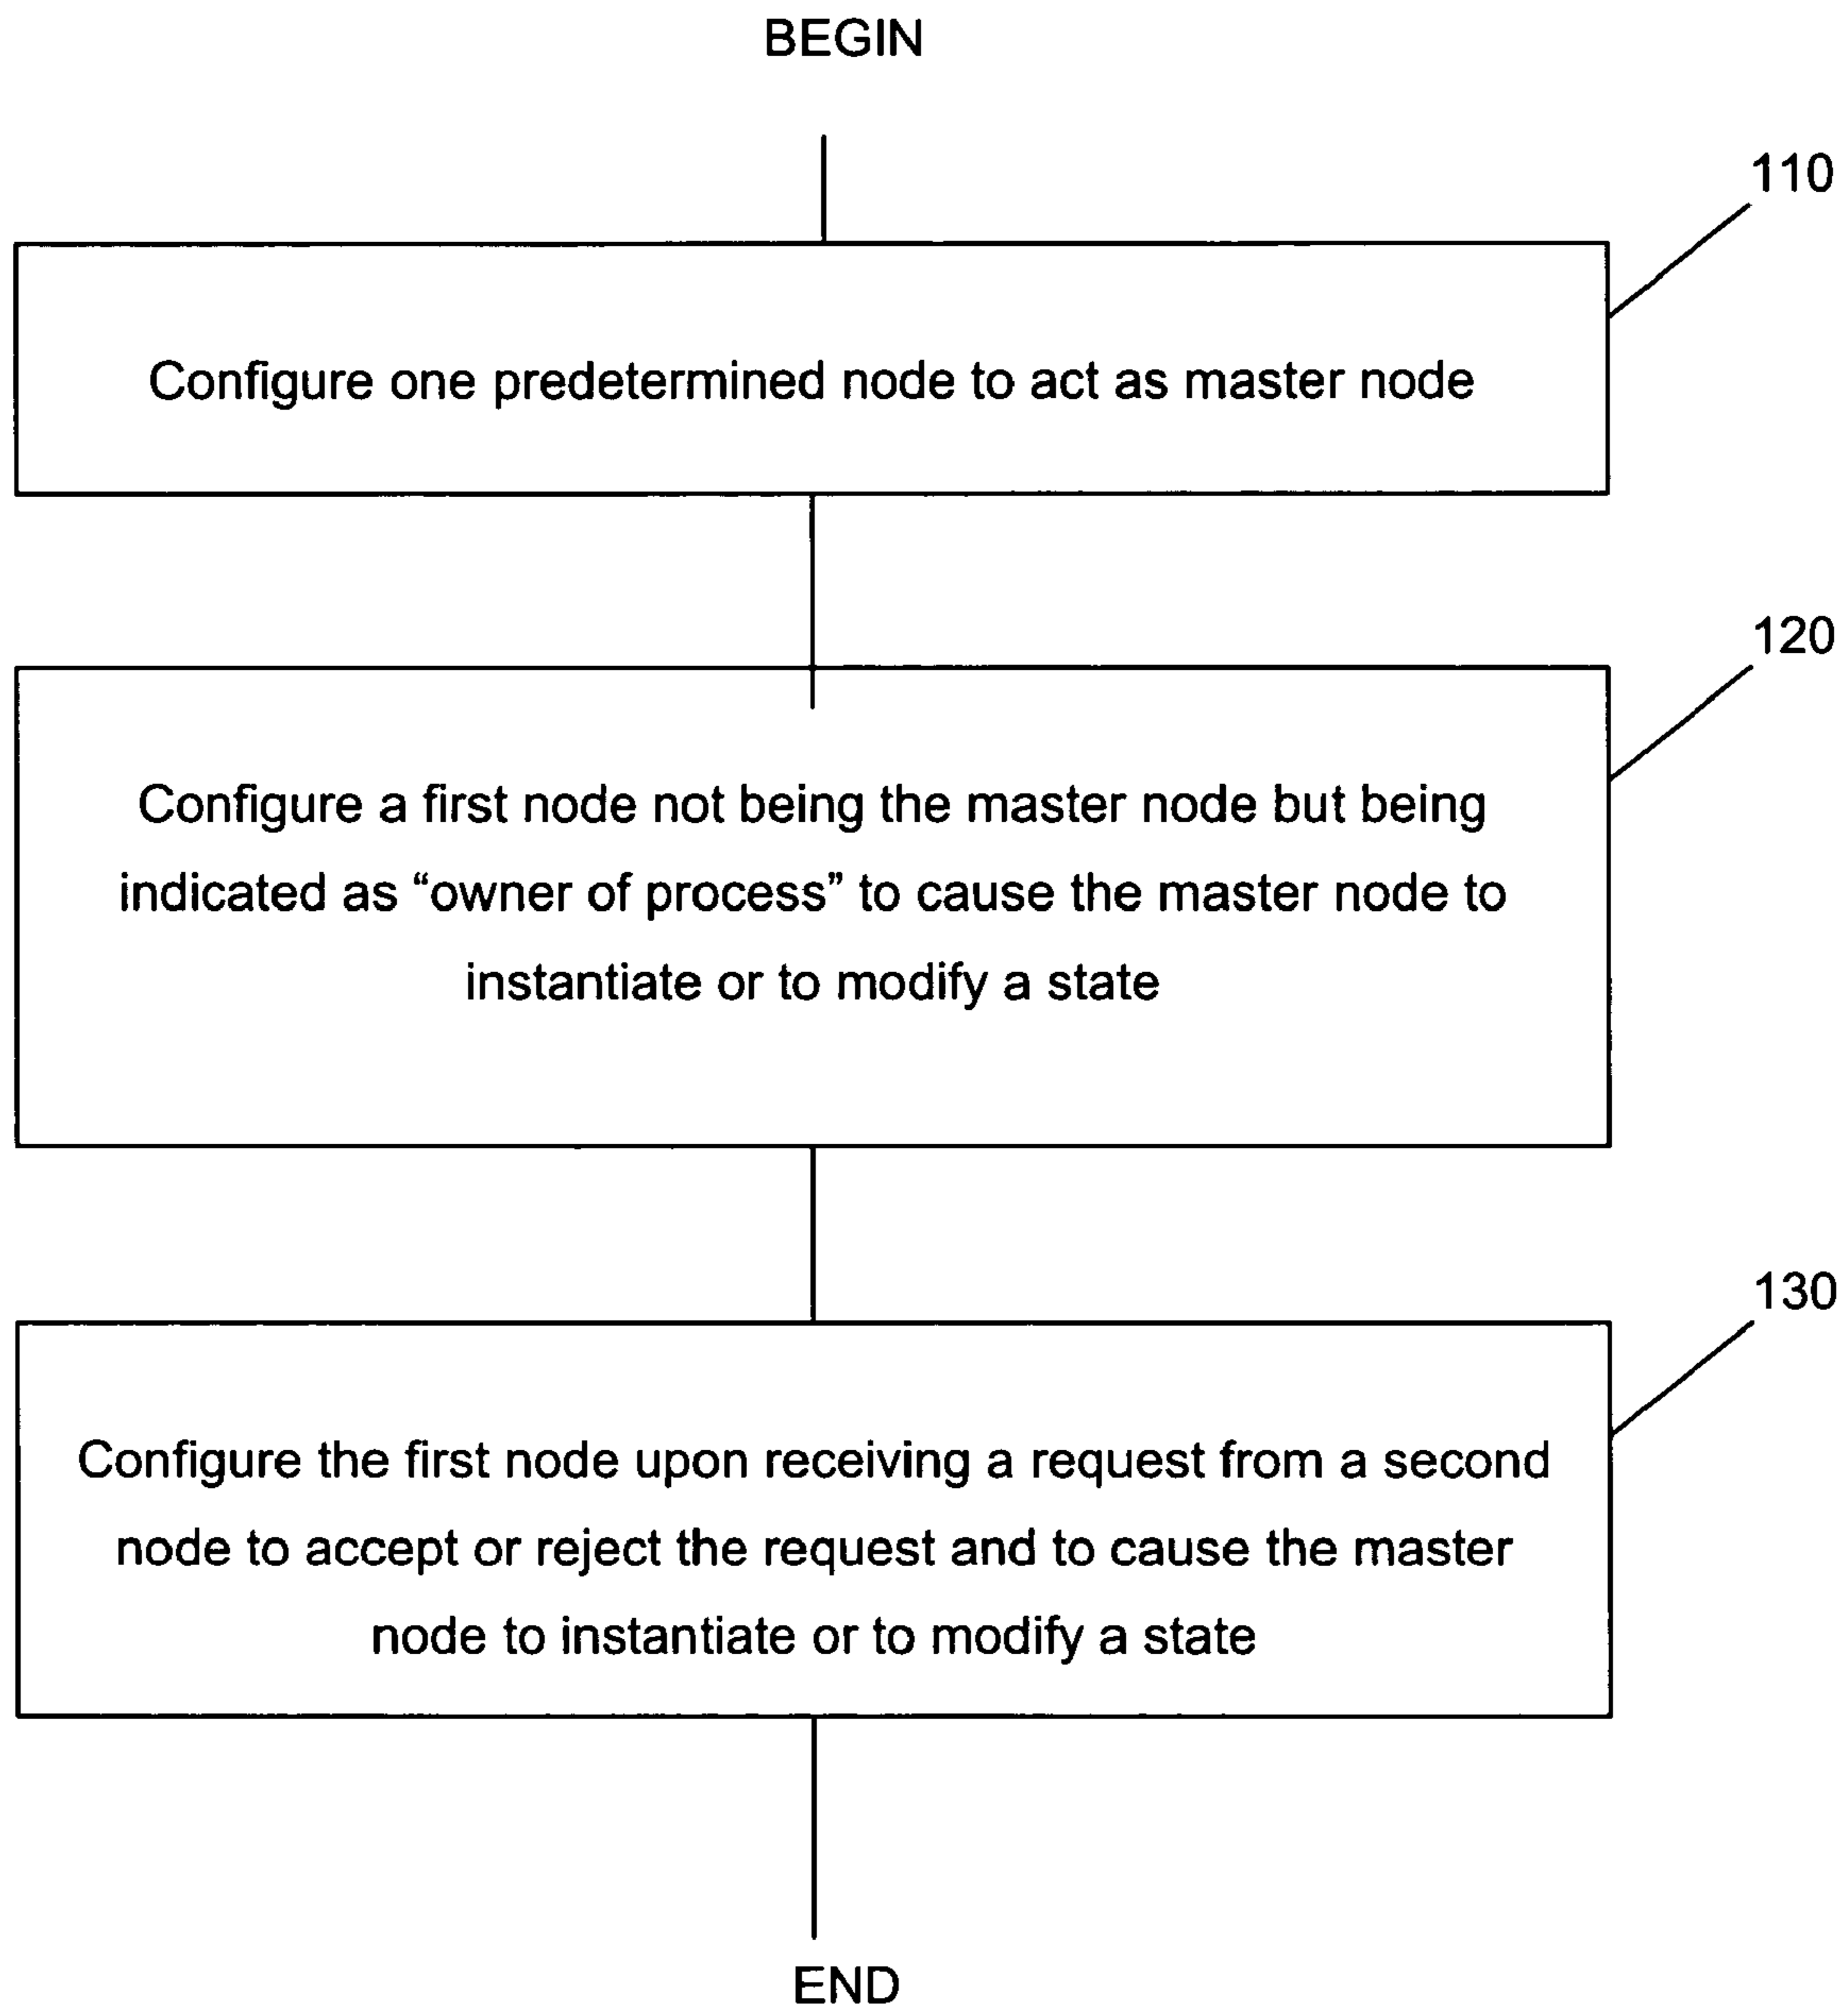 BEGIN
110
Configure one predetermined node to act as master node
120
Configure a first node not being the master node but being
indicated as “owner of process” to cause the master node to
instantiate or to modify a state
130
Configure the first node upon receiving a request from a second
node to accept or reject the request and to cause the master
node to instantiate or to modify a state
END